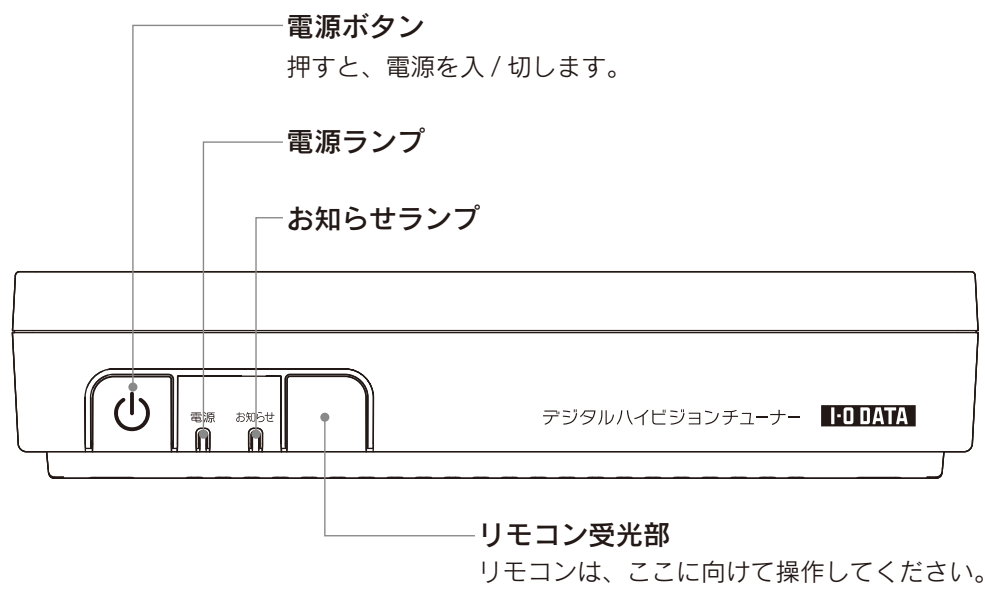 電源ボタン
押すと、電源を入 / 切します。
電源ランプ
お知らせランプ
電源 お知らせ
デジタルハイビジョンチューナー I-O DATA
リモコン受光部
リモコンは、ここに向けて操作してください。